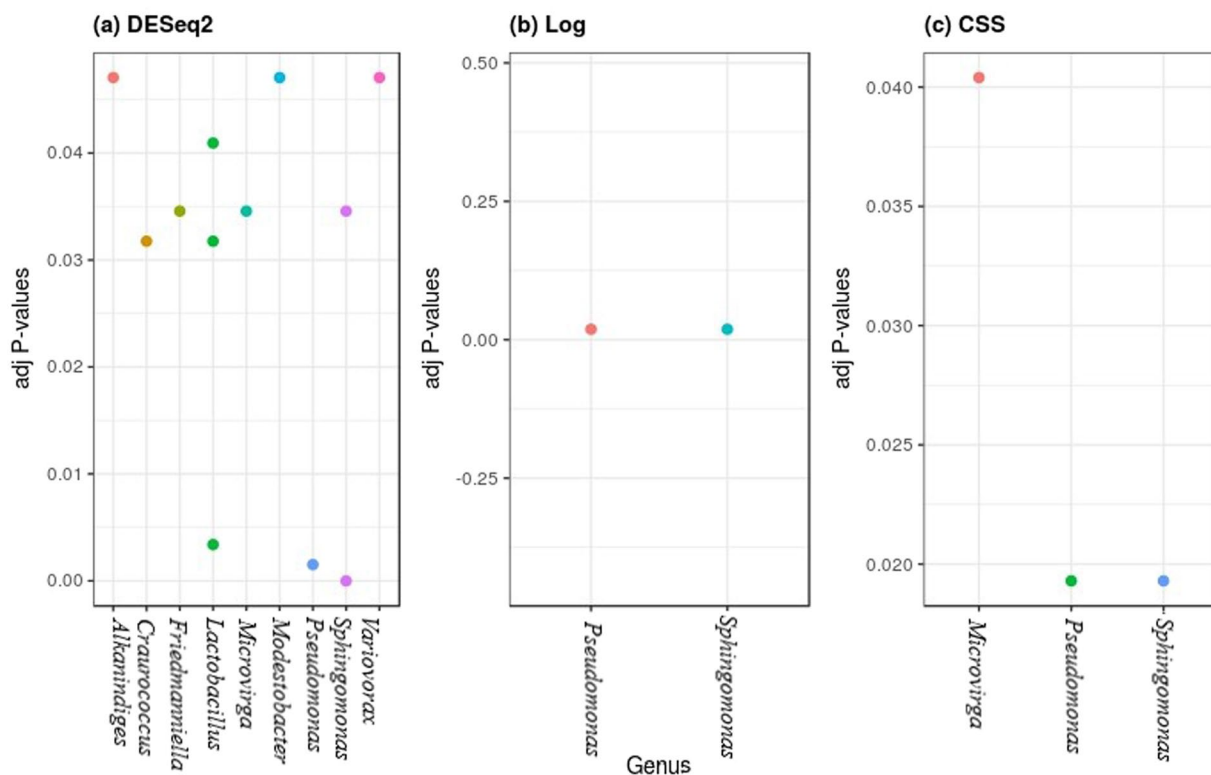 (a) DESeq2
(b) Log
(c) CSS
adj P-values
0.04
0.03
0.02
0.01
0.00
Alkanindiges
Craurococcus
Friedmanniella
Lactobacillus
Microvirga
Modestobacter
Pseudomonas
Sphingomonas
Variovorax
adj P-values
0.50
0.25
0.00
-0.25
Pseudomonas
Sphingomonas
adj P-values
0.040
0.035
0.030
0.025
0.020
Microvirga
Pseudomonas
Sphingomonas
Genus